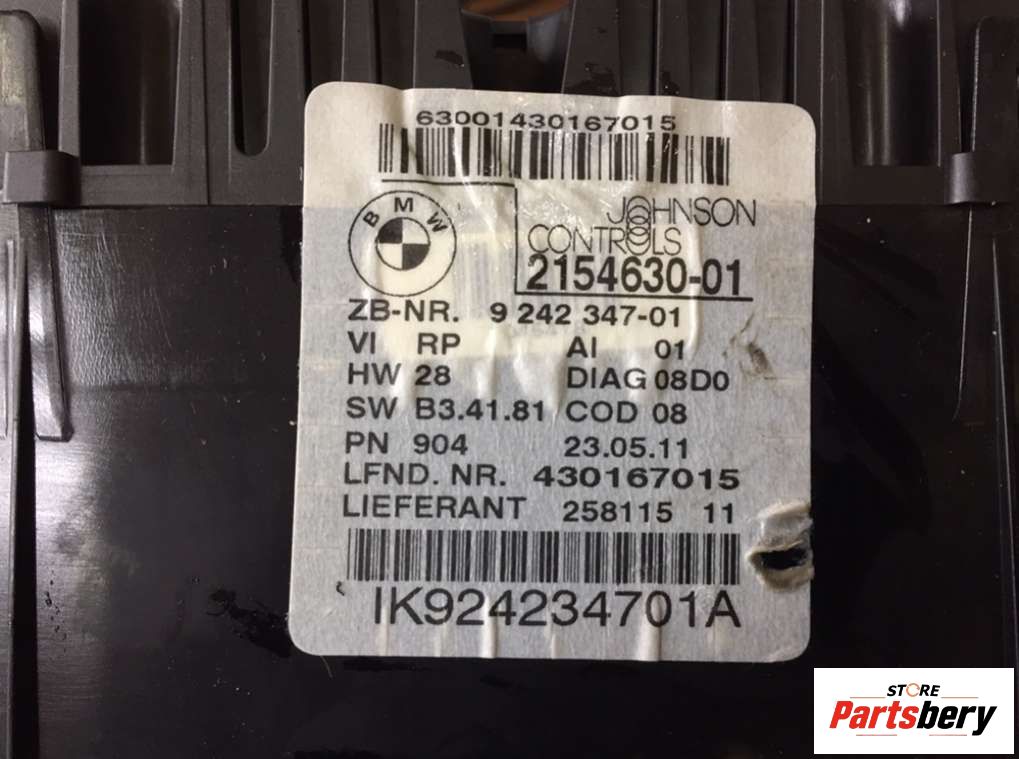 63001430167015
BMW
JOHNSON
CONTROLS
2154630-01
ZB-NR. 9 242 347-01
VI RP AI 01
HW 28 DIAG 08D0
SW B3.41.81 COD 08
PN 904 23.05.11
LFND. NR. 430167015
LIEFERANT 258115 11
IK924234701A
STORE
Partsbery